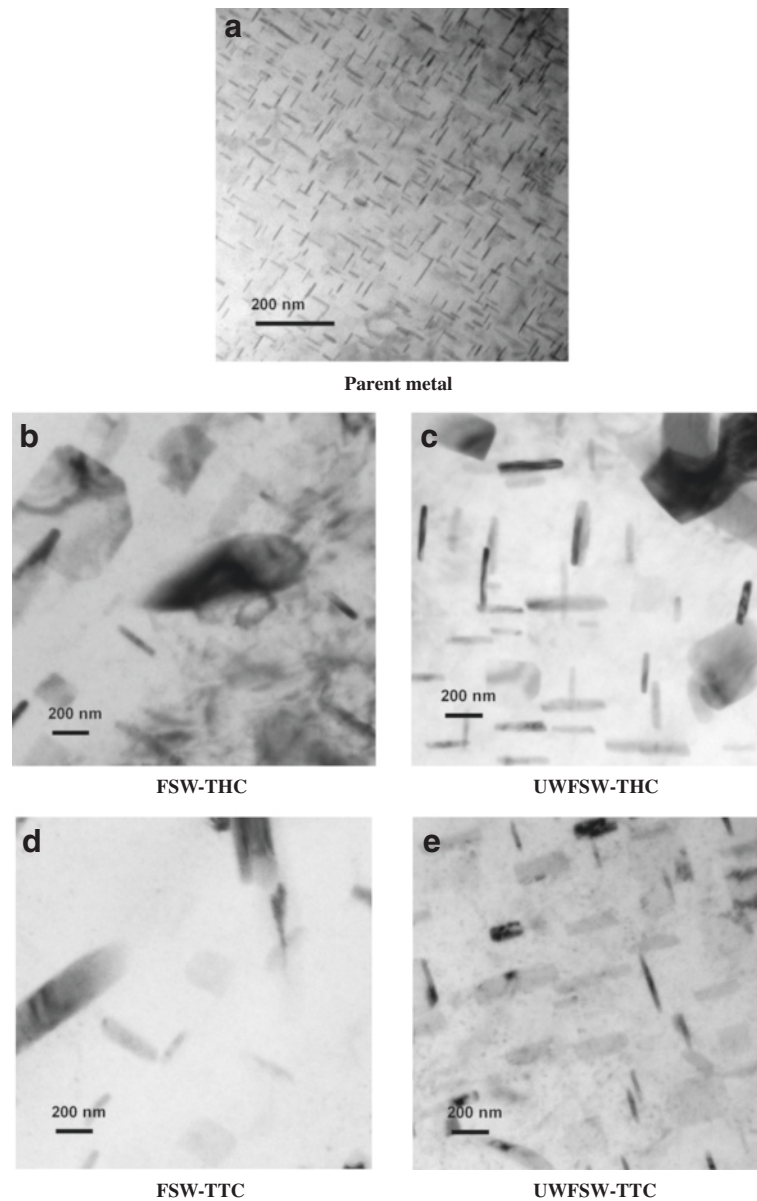 a
200 nm
Parent metal
b
200 nm
FSW-THC
c
200 nm
UWFSW-THC
d
200 nm
FSW-TTC
e
200 nm
UWFSW-TTC